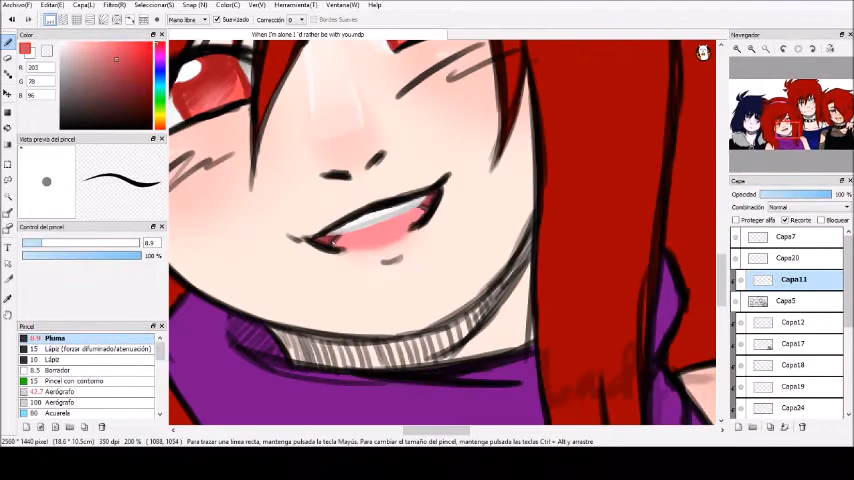 Archivo(F) Editar(E) Capa(L) Filtro(R) Seleccionar(S) Snap (N) Color(C) Ver(V) Herramienta(T) Ventana(W) Help
Mano libre Suavizado Corrección 0 Bordes Suaves
When I'm alone I'd rather be with you.mdp
Color
R 203
G 78
B 96
Vista previa del pincel
Control del pincel
8.9
100 %
Pincel
8.9 Pluma
15 Lápiz (forzar difuminado/atenuación)
10 Lápiz
8.5 Borrador
15 Pincel con contorno
42.7 Aerógrafo
100 Aerógrafo
80 Acuarela
Navegador
Capa
Opacidad 100 %
Combinación Normal
Proteger alfa Recorte Bloquear
Capa7
Capa20
Capa11
Capa5
Capa12
Capa17
Capa18
Capa19
Capa24
2560 * 1440 pixel (18.6 * 10.5cm) 350 dpi 200 % (1088, 1054) Para trazar una línea recta, mantenga pulsada la tecla Mayús. Para cambiar el tamaño del pincel, mantenga pulsadas las teclas Ctrl + Alt y arrastre